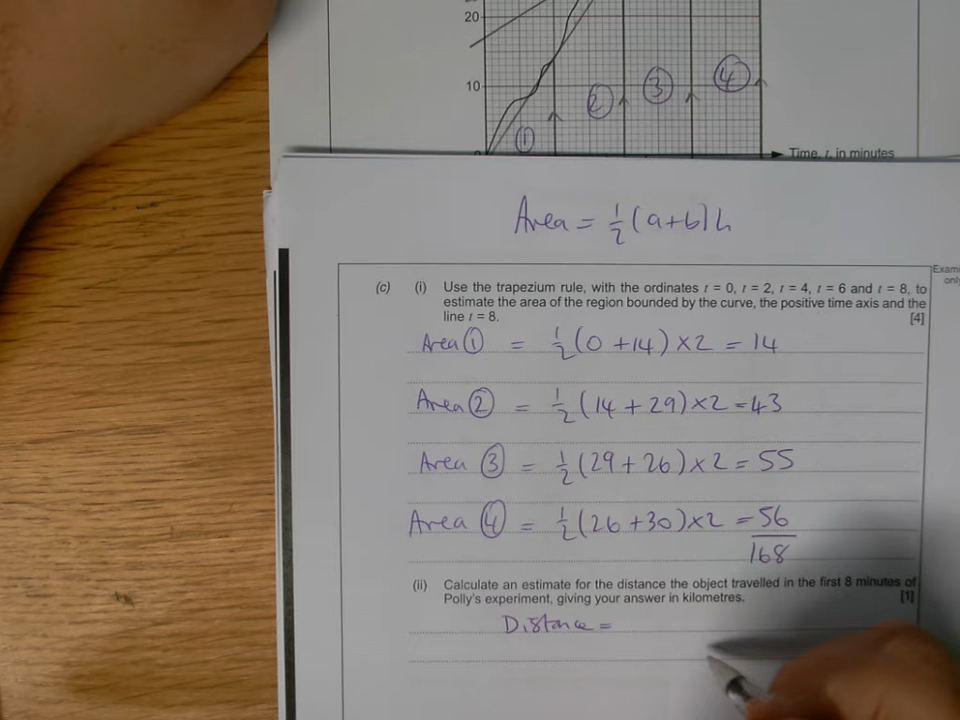 20
10
① ② ③ ④
0
Time, t, in minutes
Area = 1/2 (a+b) h
Exami
only
(c) (i) Use the trapezium rule, with the ordinates t = 0, t = 2, t = 4, t = 6 and t = 8, to
estimate the area of the region bounded by the curve, the positive time axis and the
line t = 8. [4]
Area ① = 1/2 (0 + 14) × 2 = 14
Area ② = 1/2 (14 + 29) × 2 = 43
Area ③ = 1/2 (29 + 26) × 2 = 55
Area ④ = 1/2 (26 + 30) × 2 = 56
168
(ii) Calculate an estimate for the distance the object travelled in the first 8 minutes of
Polly's experiment, giving your answer in kilometres. [1]
Distance =